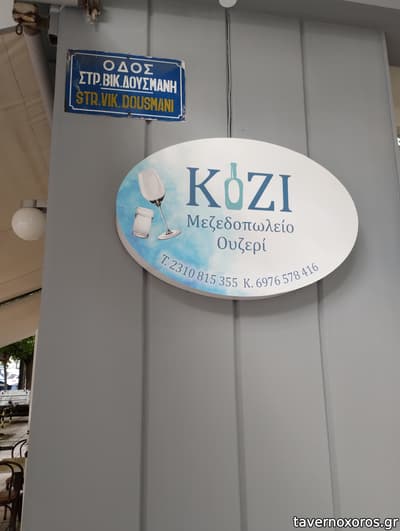 ΟΔΟΣ
ΣΤΡ.ΒΙΚ.ΔΟΥΣΜΑΝΗ
STR.VIK.DOUSMANI
ΚΟΖΙ
Μεζεδοπωλείο
Ουζερί
Τ. 2310 815 355 Κ. 6976 578 416
tavernoxoros.gr